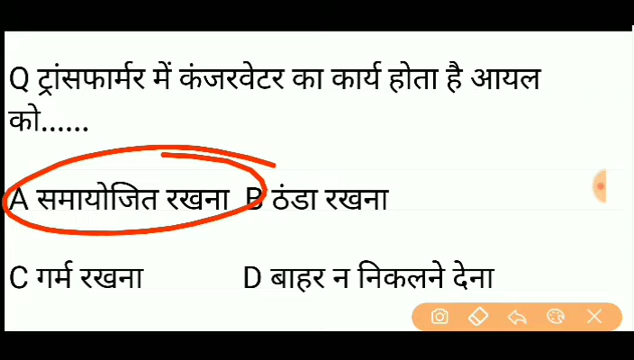 Q ट्रांसफार्मर में कंजरवेटर का कार्य होता है आयल
को......
A समायोजित रखना B ठंडा रखना
C गर्म रखना D बाहर न निकलने देना